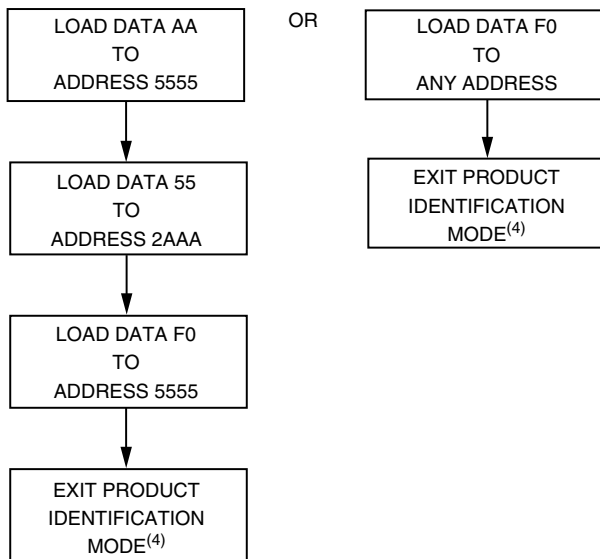 LOAD DATA AA
TO
ADDRESS 5555
LOAD DATA 55
TO
ADDRESS 2AAA
LOAD DATA F0
TO
ADDRESS 5555
EXIT PRODUCT
IDENTIFICATION
MODE(4)
OR
LOAD DATA F0
TO
ANY ADDRESS
EXIT PRODUCT
IDENTIFICATION
MODE(4)